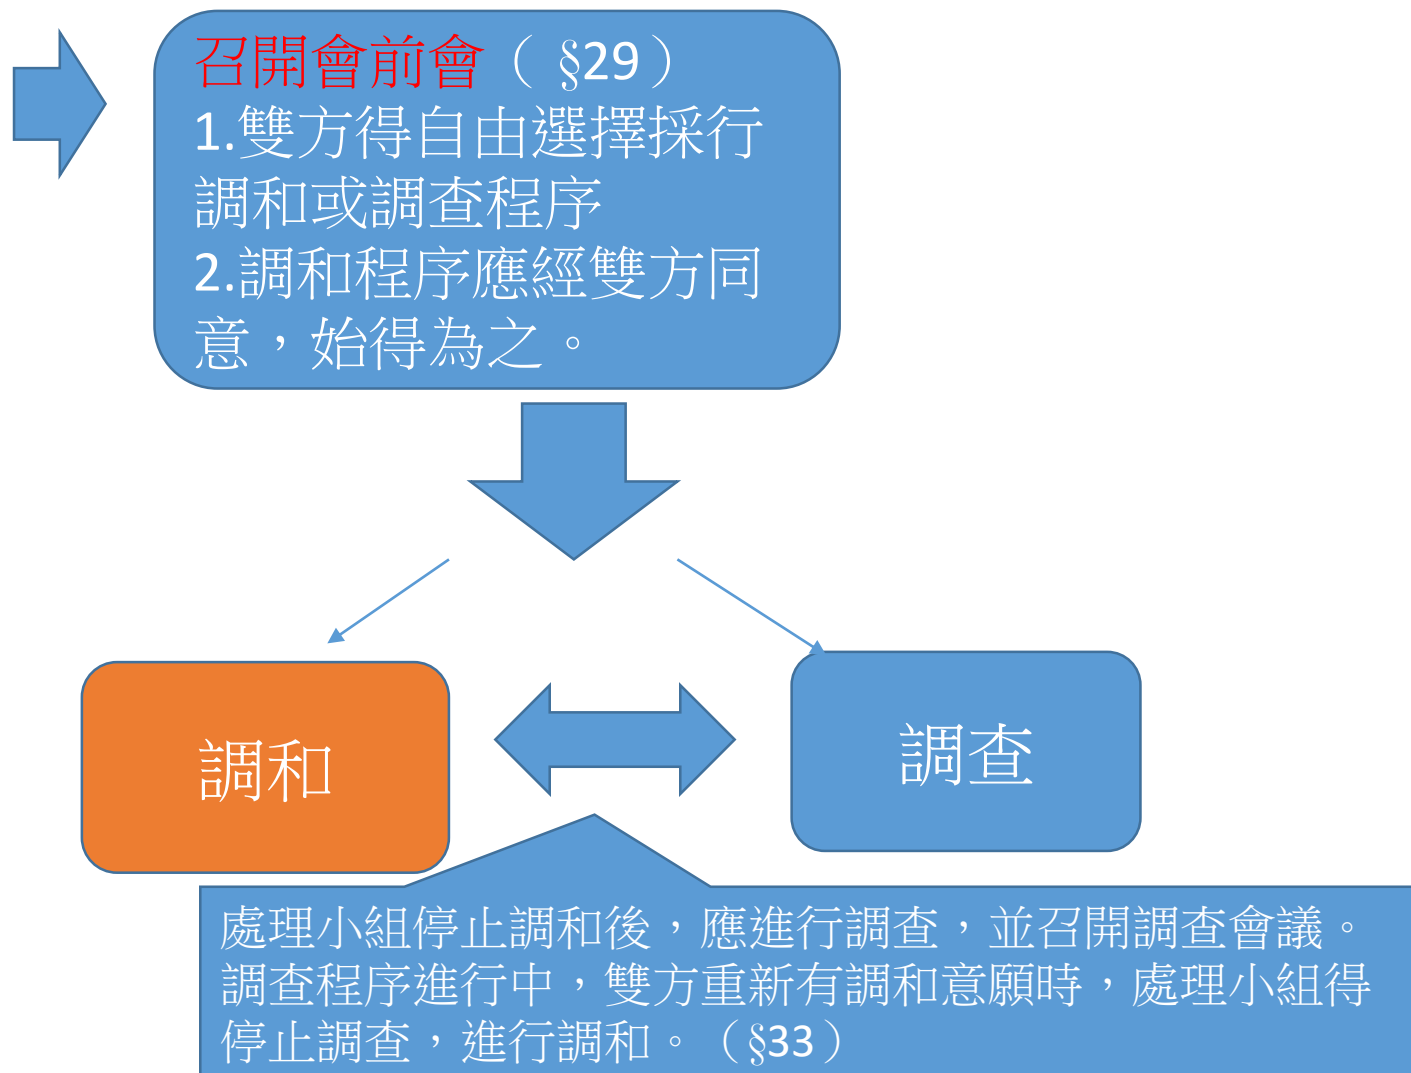 召開會前會（ §29）
1.雙方得自由選擇採行
調和或調查程序
2.調和程序應經雙方同
意，始得為之。
調和
調查
處理小組停止調和後，應進行調查，並召開調查會議。
調查程序進行中，雙方重新有調和意願時，處理小組得
停止調查，進行調和。（§33）